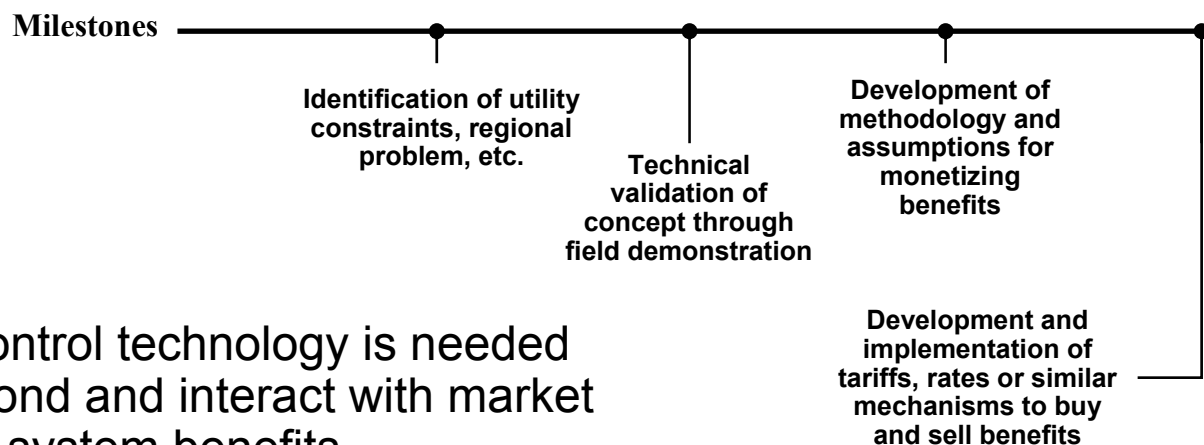 Milestones
Identification of utility
constraints, regional
problem, etc.
Technical
validation of
concept through
field demonstration
Development of
methodology and
assumptions for
monetizing
benefits
Development and
implementation of
tariffs, rates or similar
mechanisms to buy
and sell benefits
ontrol technology is needed
ond and interact with market
system benefits